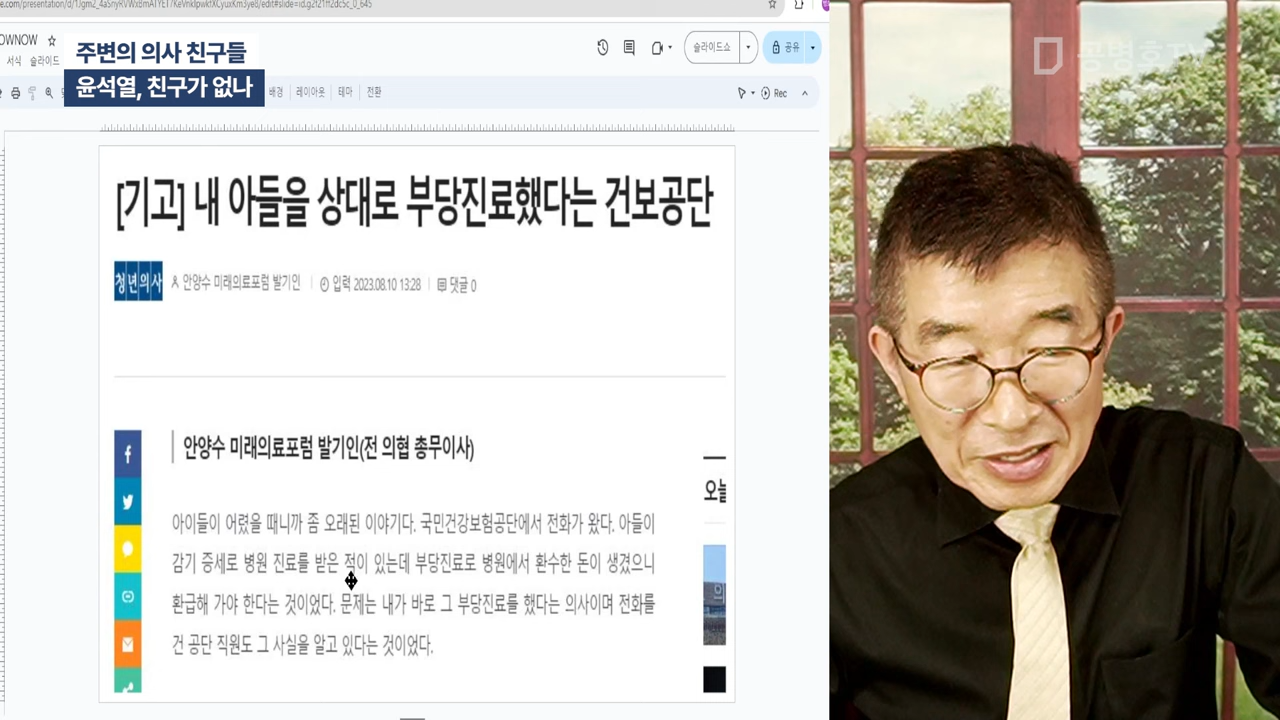 주변의 의사 친구들
윤석열, 친구가 없나
공병호TV
서식 슬라이드
슬라이드쇼
공유
배경 레이아웃 테마 전환
Rec
[기고] 내 아들을 상대로 부당진료했다는 건보공단
청년의사 안양수 미래의료포럼 발기인 입력 2023.08.10 13:28 댓글 0
안양수 미래의료포럼 발기인(전 의협 총무이사)
오늘
아이들이 어렸을 때니까 좀 오래된 이야기다. 국민건강보험공단에서 전화가 왔다. 아들이
감기 증세로 병원 진료를 받은 적이 있는데 부당진료로 병원에서 환수한 돈이 생겼으니
환급해 가야 한다는 것이었다. 문제는 내가 바로 그 부당진료를 했다는 의사이며 전화를
건 공단 직원도 그 사실을 알고 있다는 것이었다.
의